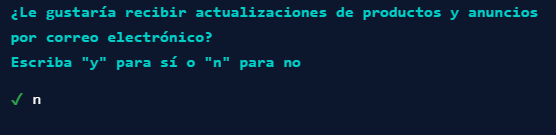 ¿Le gustaría recibir actualizaciones de productos y anuncios
por correo electrónico?
Escriba "y" para sí o "n" para no
✓ n